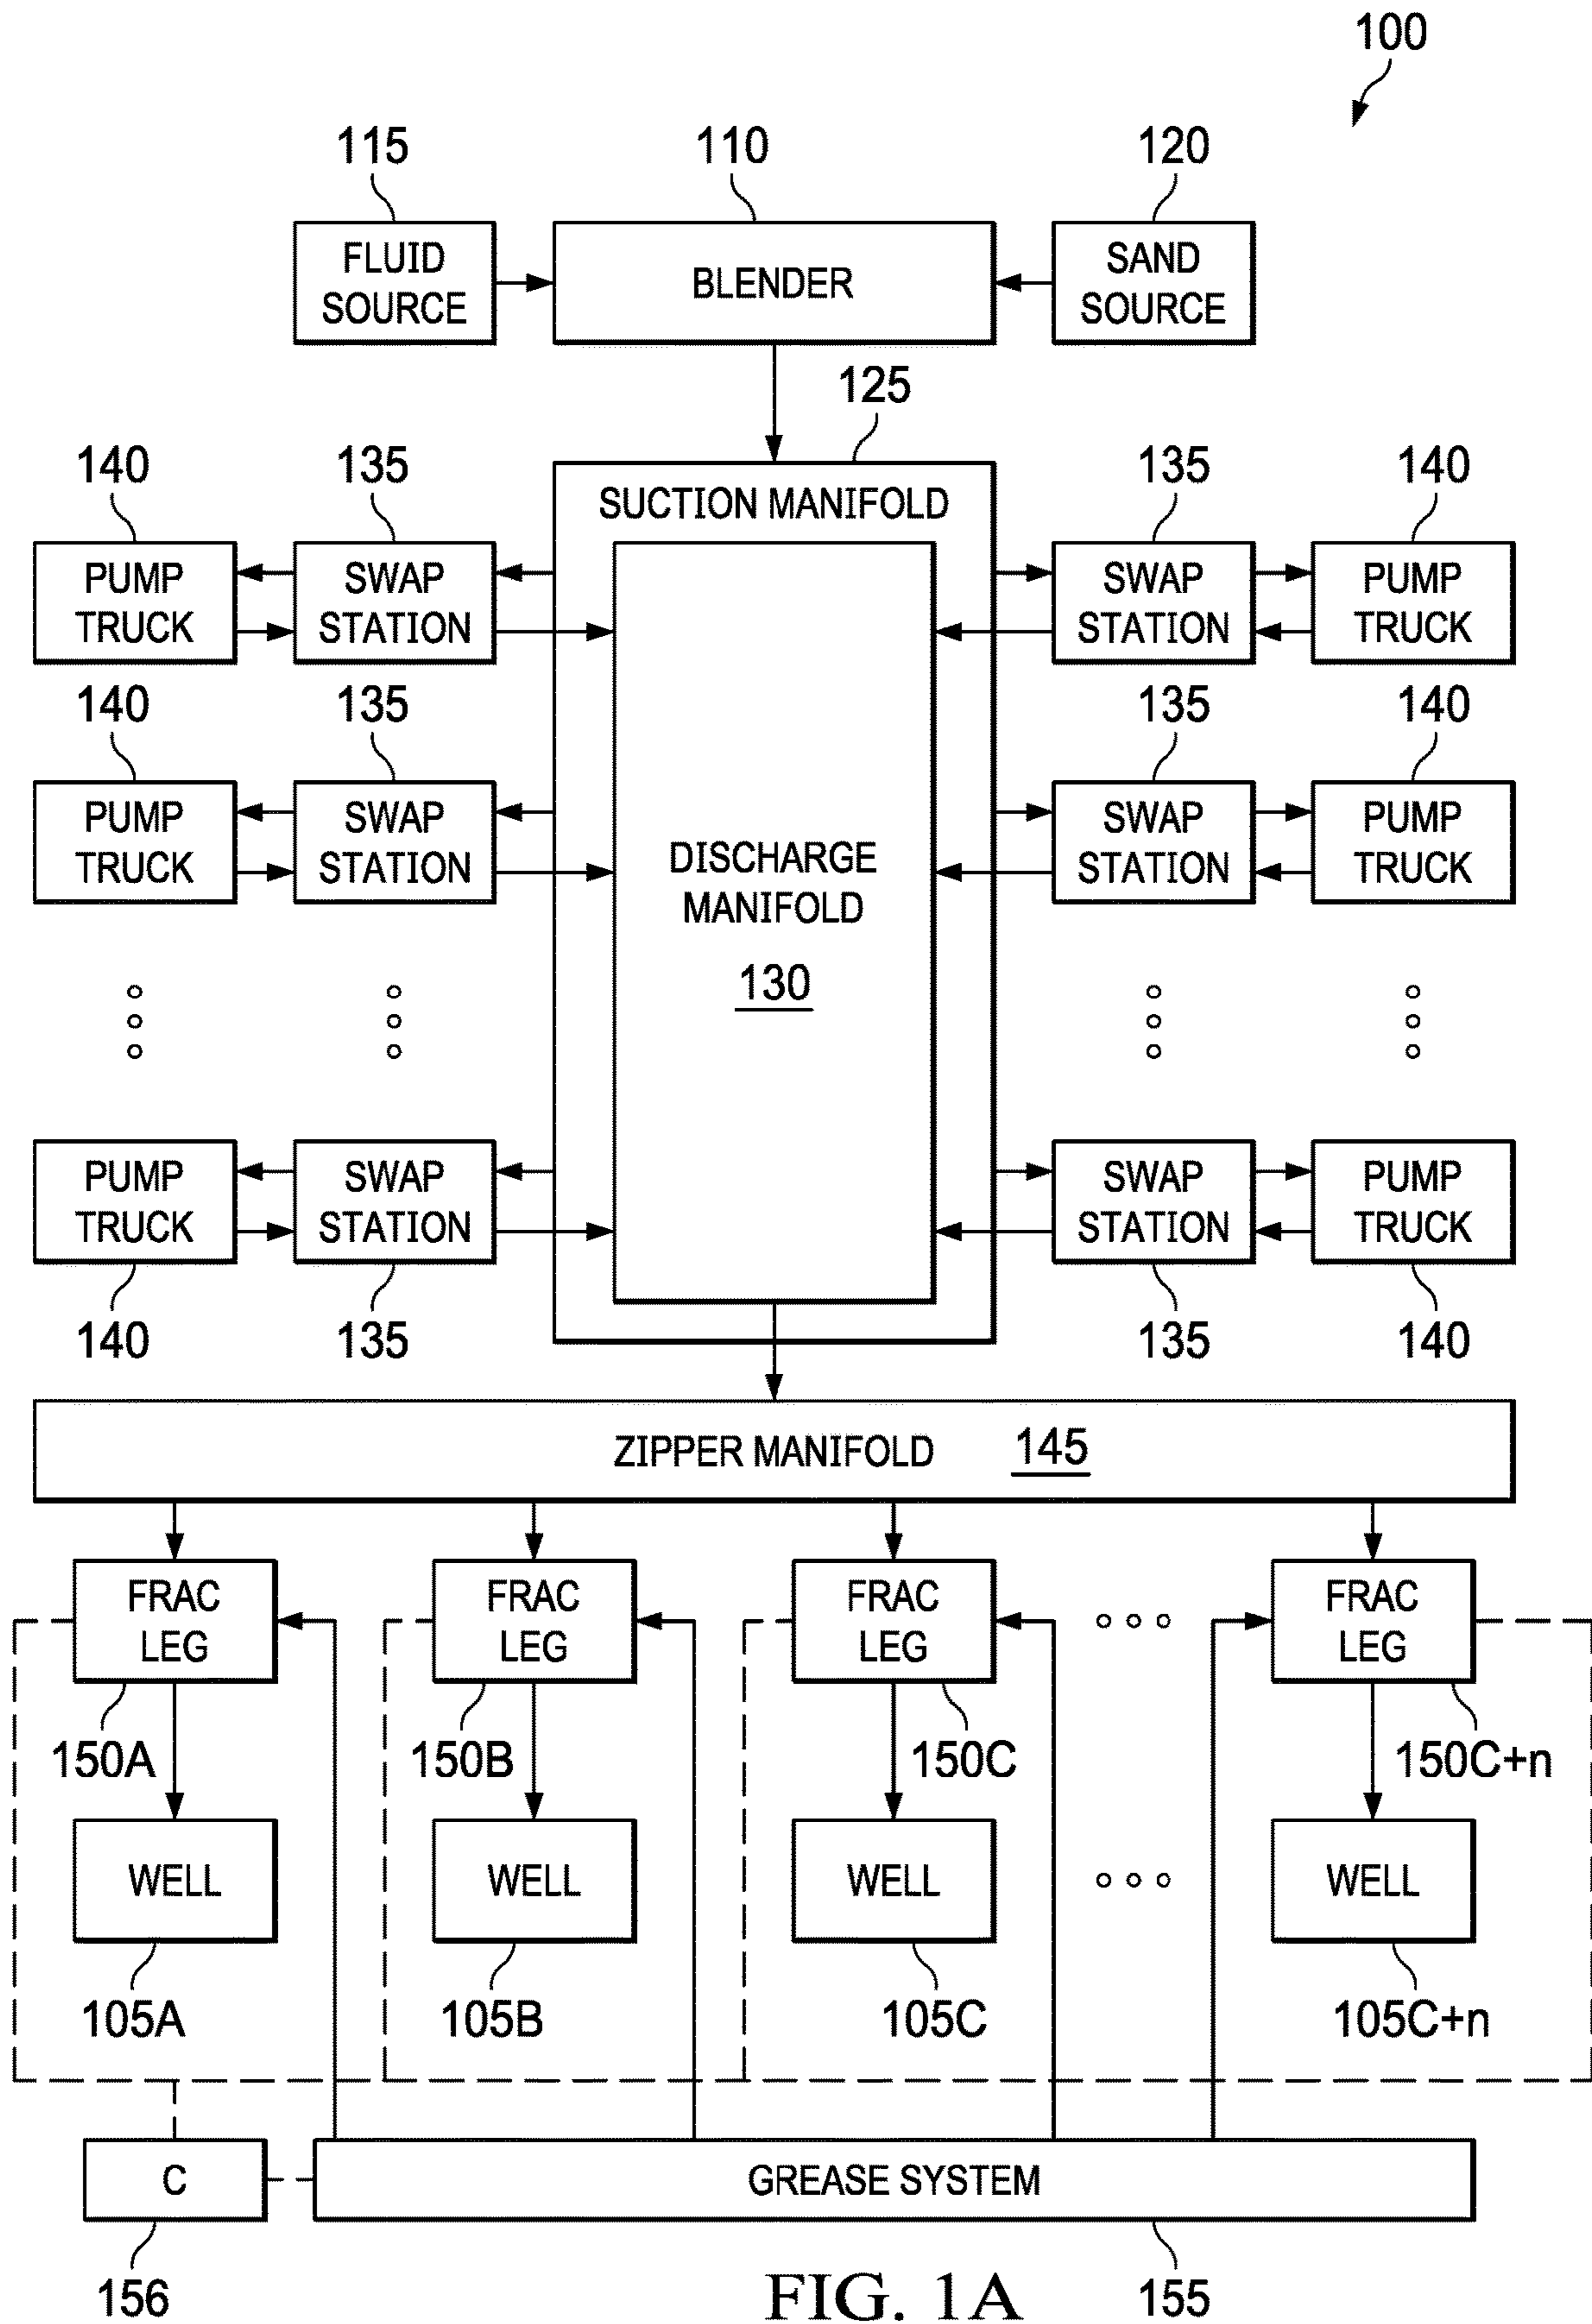 100
115 110 120
FLUID SOURCE
BLENDER
SAND SOURCE
125
140 135 135 140
SUCTION MANIFOLD
PUMP TRUCK
SWAP STATION
SWAP STATION
PUMP TRUCK
140 135 135 140
PUMP TRUCK
SWAP STATION
DISCHARGE MANIFOLD
130
SWAP STATION
PUMP TRUCK
PUMP TRUCK
SWAP STATION
SWAP STATION
PUMP TRUCK
140 135 135 140
ZIPPER MANIFOLD 145
FRAC LEG
FRAC LEG
FRAC LEG
FRAC LEG
150A 150B 150C 150C+n
WELL WELL WELL WELL
105A 105B 105C 105C+n
C GREASE SYSTEM
156 155
FIG. 1A